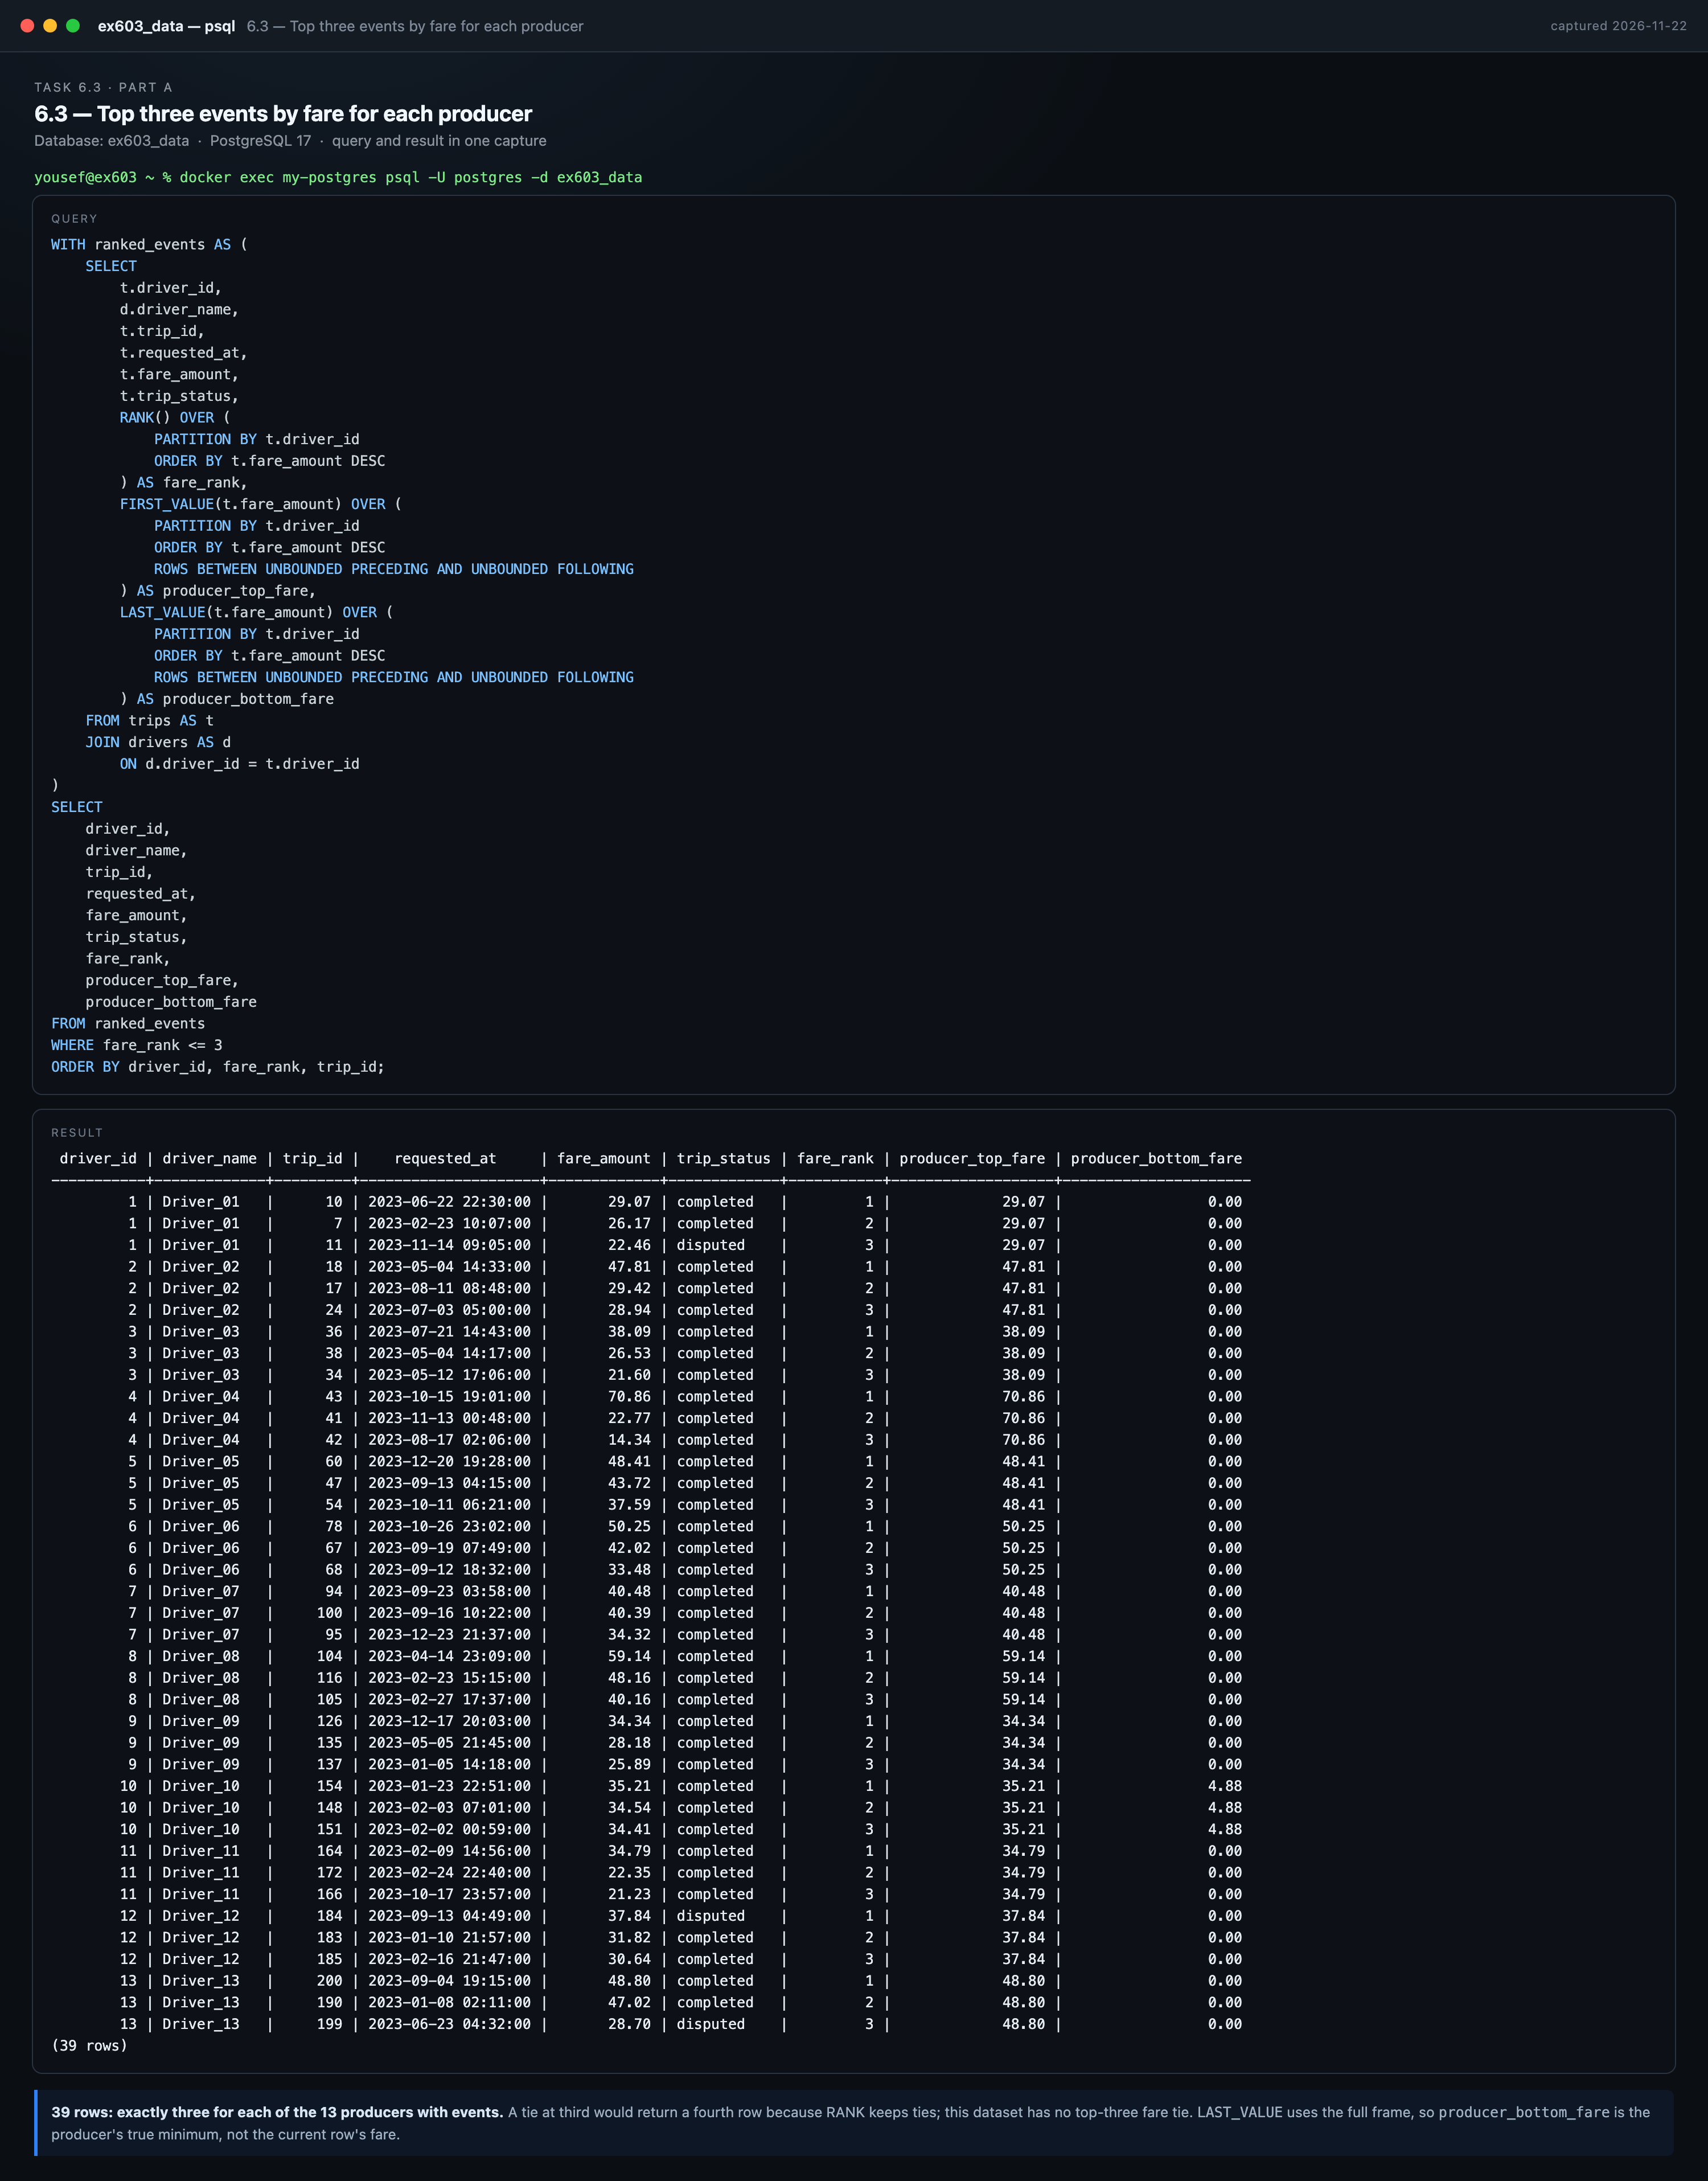 ex603_data — psql 6.3 — Top three events by fare for each producer captured 2026-11-22
TASK 6.3 · PART A
6.3 — Top three events by fare for each producer
Database: ex603_data · PostgreSQL 17 · query and result in one capture
yousef@ex603 ~ % docker exec my-postgres psql -U postgres -d ex603_data
QUERY
WITH ranked_events AS (
    SELECT
        t.driver_id,
        d.driver_name,
        t.trip_id,
        t.requested_at,
        t.fare_amount,
        t.trip_status,
        RANK() OVER (
            PARTITION BY t.driver_id
            ORDER BY t.fare_amount DESC
        ) AS fare_rank,
        FIRST_VALUE(t.fare_amount) OVER (
            PARTITION BY t.driver_id
            ORDER BY t.fare_amount DESC
            ROWS BETWEEN UNBOUNDED PRECEDING AND UNBOUNDED FOLLOWING
        ) AS producer_top_fare,
        LAST_VALUE(t.fare_amount) OVER (
            PARTITION BY t.driver_id
            ORDER BY t.fare_amount DESC
            ROWS BETWEEN UNBOUNDED PRECEDING AND UNBOUNDED FOLLOWING
        ) AS producer_bottom_fare
    FROM trips AS t
    JOIN drivers AS d
        ON d.driver_id = t.driver_id
)
SELECT
    driver_id,
    driver_name,
    trip_id,
    requested_at,
    fare_amount,
    trip_status,
    fare_rank,
    producer_top_fare,
    producer_bottom_fare
FROM ranked_events
WHERE fare_rank <= 3
ORDER BY driver_id, fare_rank, trip_id;
RESULT
 driver_id | driver_name | trip_id |    requested_at     | fare_amount | trip_status | fare_rank | producer_top_fare | producer_bottom_fare
-----------+-------------+---------+---------------------+-------------+-------------+-----------+-------------------+----------------------
         1 | Driver_01   |      10 | 2023-06-22 22:30:00 |       29.07 | completed   |         1 |             29.07 |                 0.00
         1 | Driver_01   |       7 | 2023-02-23 10:07:00 |       26.17 | completed   |         2 |             29.07 |                 0.00
         1 | Driver_01   |      11 | 2023-11-14 09:05:00 |       22.46 | disputed    |         3 |             29.07 |                 0.00
         2 | Driver_02   |      18 | 2023-05-04 14:33:00 |       47.81 | completed   |         1 |             47.81 |                 0.00
         2 | Driver_02   |      17 | 2023-08-11 08:48:00 |       29.42 | completed   |         2 |             47.81 |                 0.00
         2 | Driver_02   |      24 | 2023-07-03 05:00:00 |       28.94 | completed   |         3 |             47.81 |                 0.00
         3 | Driver_03   |      36 | 2023-07-21 14:43:00 |       38.09 | completed   |         1 |             38.09 |                 0.00
         3 | Driver_03   |      38 | 2023-05-04 14:17:00 |       26.53 | completed   |         2 |             38.09 |                 0.00
         3 | Driver_03   |      34 | 2023-05-12 17:06:00 |       21.60 | completed   |         3 |             38.09 |                 0.00
         4 | Driver_04   |      43 | 2023-10-15 19:01:00 |       70.86 | completed   |         1 |             70.86 |                 0.00
         4 | Driver_04   |      41 | 2023-11-13 00:48:00 |       22.77 | completed   |         2 |             70.86 |                 0.00
         4 | Driver_04   |      42 | 2023-08-17 02:06:00 |       14.34 | completed   |         3 |             70.86 |                 0.00
         5 | Driver_05   |      60 | 2023-12-20 19:28:00 |       48.41 | completed   |         1 |             48.41 |                 0.00
         5 | Driver_05   |      47 | 2023-09-13 04:15:00 |       43.72 | completed   |         2 |             48.41 |                 0.00
         5 | Driver_05   |      54 | 2023-10-11 06:21:00 |       37.59 | completed   |         3 |             48.41 |                 0.00
         6 | Driver_06   |      78 | 2023-10-26 23:02:00 |       50.25 | completed   |         1 |             50.25 |                 0.00
         6 | Driver_06   |      67 | 2023-09-19 07:49:00 |       42.02 | completed   |         2 |             50.25 |                 0.00
         6 | Driver_06   |      68 | 2023-09-12 18:32:00 |       33.48 | completed   |         3 |             50.25 |                 0.00
         7 | Driver_07   |      94 | 2023-09-23 03:58:00 |       40.48 | completed   |         1 |             40.48 |                 0.00
         7 | Driver_07   |     100 | 2023-09-16 10:22:00 |       40.39 | completed   |         2 |             40.48 |                 0.00
         7 | Driver_07   |      95 | 2023-12-23 21:37:00 |       34.32 | completed   |         3 |             40.48 |                 0.00
         8 | Driver_08   |     104 | 2023-04-14 23:09:00 |       59.14 | completed   |         1 |             59.14 |                 0.00
         8 | Driver_08   |     116 | 2023-02-23 15:15:00 |       48.16 | completed   |         2 |             59.14 |                 0.00
         8 | Driver_08   |     105 | 2023-02-27 17:37:00 |       40.16 | completed   |         3 |             59.14 |                 0.00
         9 | Driver_09   |     126 | 2023-12-17 20:03:00 |       34.34 | completed   |         1 |             34.34 |                 0.00
         9 | Driver_09   |     135 | 2023-05-05 21:45:00 |       28.18 | completed   |         2 |             34.34 |                 0.00
         9 | Driver_09   |     137 | 2023-01-05 14:18:00 |       25.89 | completed   |         3 |             34.34 |                 0.00
        10 | Driver_10   |     154 | 2023-01-23 22:51:00 |       35.21 | completed   |         1 |             35.21 |                 4.88
        10 | Driver_10   |     148 | 2023-02-03 07:01:00 |       34.54 | completed   |         2 |             35.21 |                 4.88
        10 | Driver_10   |     151 | 2023-02-02 00:59:00 |       34.41 | completed   |         3 |             35.21 |                 4.88
        11 | Driver_11   |     164 | 2023-02-09 14:56:00 |       34.79 | completed   |         1 |             34.79 |                 0.00
        11 | Driver_11   |     172 | 2023-02-24 22:40:00 |       22.35 | completed   |         2 |             34.79 |                 0.00
        11 | Driver_11   |     166 | 2023-10-17 23:57:00 |       21.23 | completed   |         3 |             34.79 |                 0.00
        12 | Driver_12   |     184 | 2023-09-13 04:49:00 |       37.84 | disputed    |         1 |             37.84 |                 0.00
        12 | Driver_12   |     183 | 2023-01-10 21:57:00 |       31.82 | completed   |         2 |             37.84 |                 0.00
        12 | Driver_12   |     185 | 2023-02-16 21:47:00 |       30.64 | completed   |         3 |             37.84 |                 0.00
        13 | Driver_13   |     200 | 2023-09-04 19:15:00 |       48.80 | completed   |         1 |             48.80 |                 0.00
        13 | Driver_13   |     190 | 2023-01-08 02:11:00 |       47.02 | completed   |         2 |             48.80 |                 0.00
        13 | Driver_13   |     199 | 2023-06-23 04:32:00 |       28.70 | disputed    |         3 |             48.80 |                 0.00
(39 rows)
39 rows: exactly three for each of the 13 producers with events. A tie at third would return a fourth row because RANK keeps ties; this dataset has no top-three fare tie. LAST_VALUE uses the full frame, so producer_bottom_fare is the
producer's true minimum, not the current row's fare.